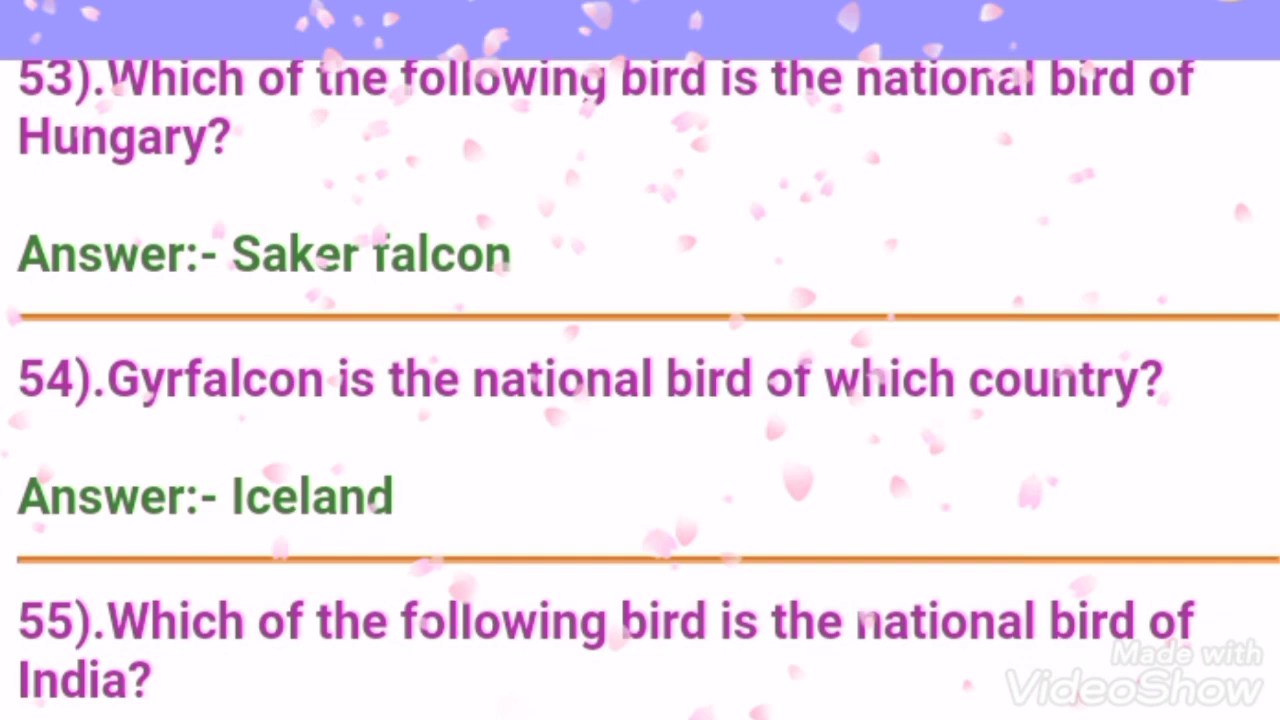 53).Which of the following bird is the national bird of
Hungary?
Answer:- Saker falcon
54).Gyrfalcon is the national bird of which country?
Answer:- Iceland
55).Which of the following bird is the national bird of
India?
Made with
VideoShow